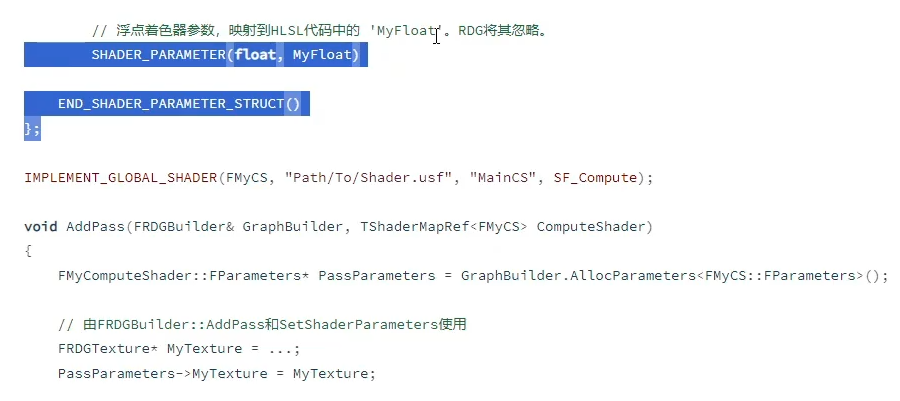 // 浮点着色器参数，映射到HLSL代码中的 'MyFloat'。RDG将其忽略。
SHADER_PARAMETER(float, MyFloat)
END_SHADER_PARAMETER_STRUCT()
};
IMPLEMENT_GLOBAL_SHADER(FMyCS, "Path/To/Shader.usf", "MainCS", SF_Compute);
void AddPass(FRDGBuilder& GraphBuilder, TShaderMapRef<FMyCS> ComputeShader)
{
FMyComputeShader::FParameters* PassParameters = GraphBuilder.AllocParameters<FMyCS::FParameters>();
// 由FRDGBuilder::AddPass和SetShaderParameters使用
FRDGTexture* MyTexture = ...;
PassParameters->MyTexture = MyTexture;